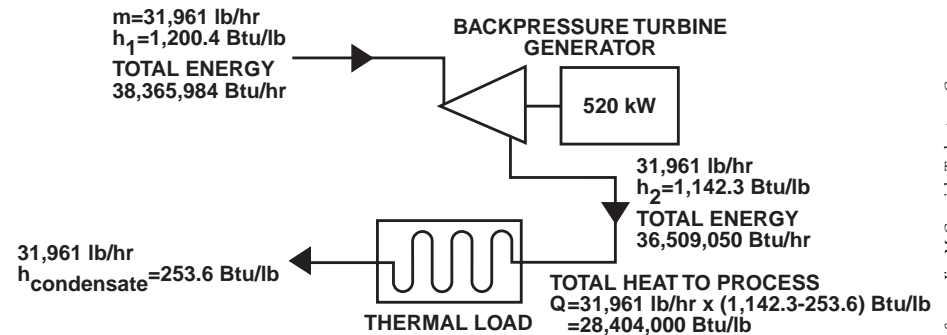 m=31,961 lb/hr
h1=1,200.4 Btu/lb
TOTAL ENERGY
38,365,984 Btu/hr
BACKPRESSURE TURBINE
GENERATOR
520 kW
31,961 lb/hr
h2=1,142.3 Btu/lb
TOTAL ENERGY
36,509,050 Btu/hr
31,961 lb/hr
hcondensate=253.6 Btu/lb
THERMAL LOAD
TOTAL HEAT TO PROCESS
Q=31,961 lb/hr x (1,142.3-253.6) Btu/lb
=28,404,000 Btu/lb